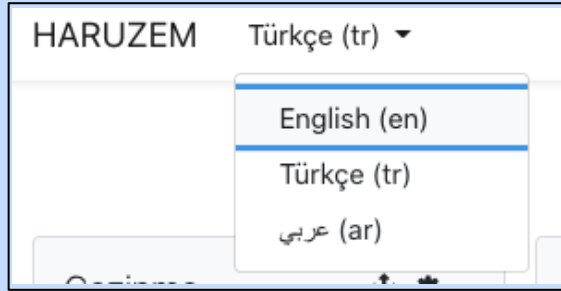 HARUZEM Türkçe (tr)
English (en)
Türkçe (tr)
عربي (ar)